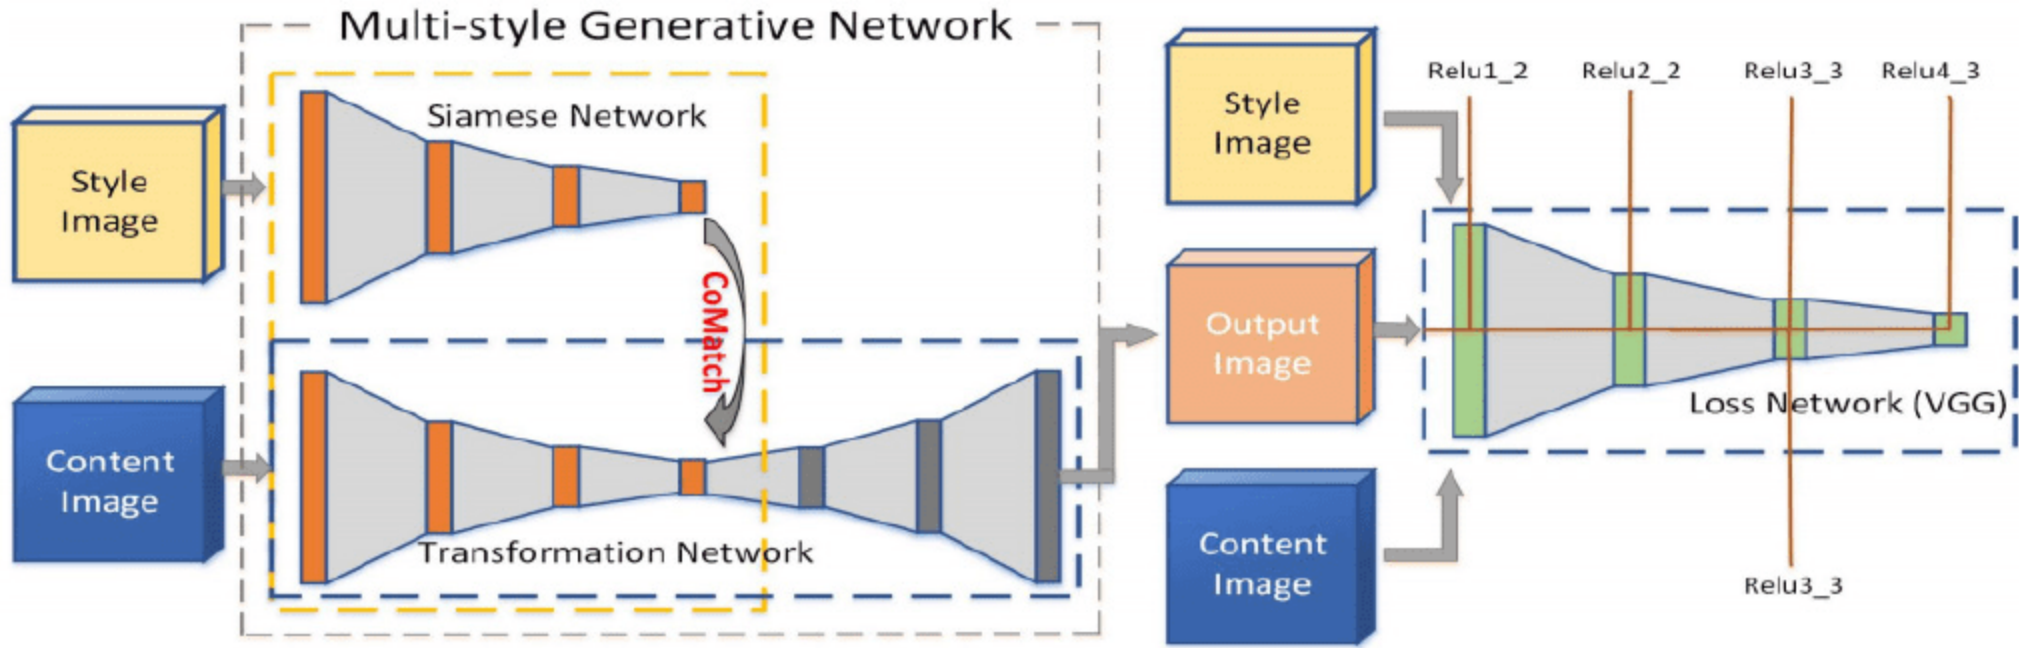 Multi-style Generative Network
Style
Image
Siamese Network
CoMatch
Content
Image
Transformation Network
Style
Image
Output
Image
Content
Image
Relu1_2
Relu2_2
Relu3_3
Relu4_3
Loss Network (VGG)
Relu3_3